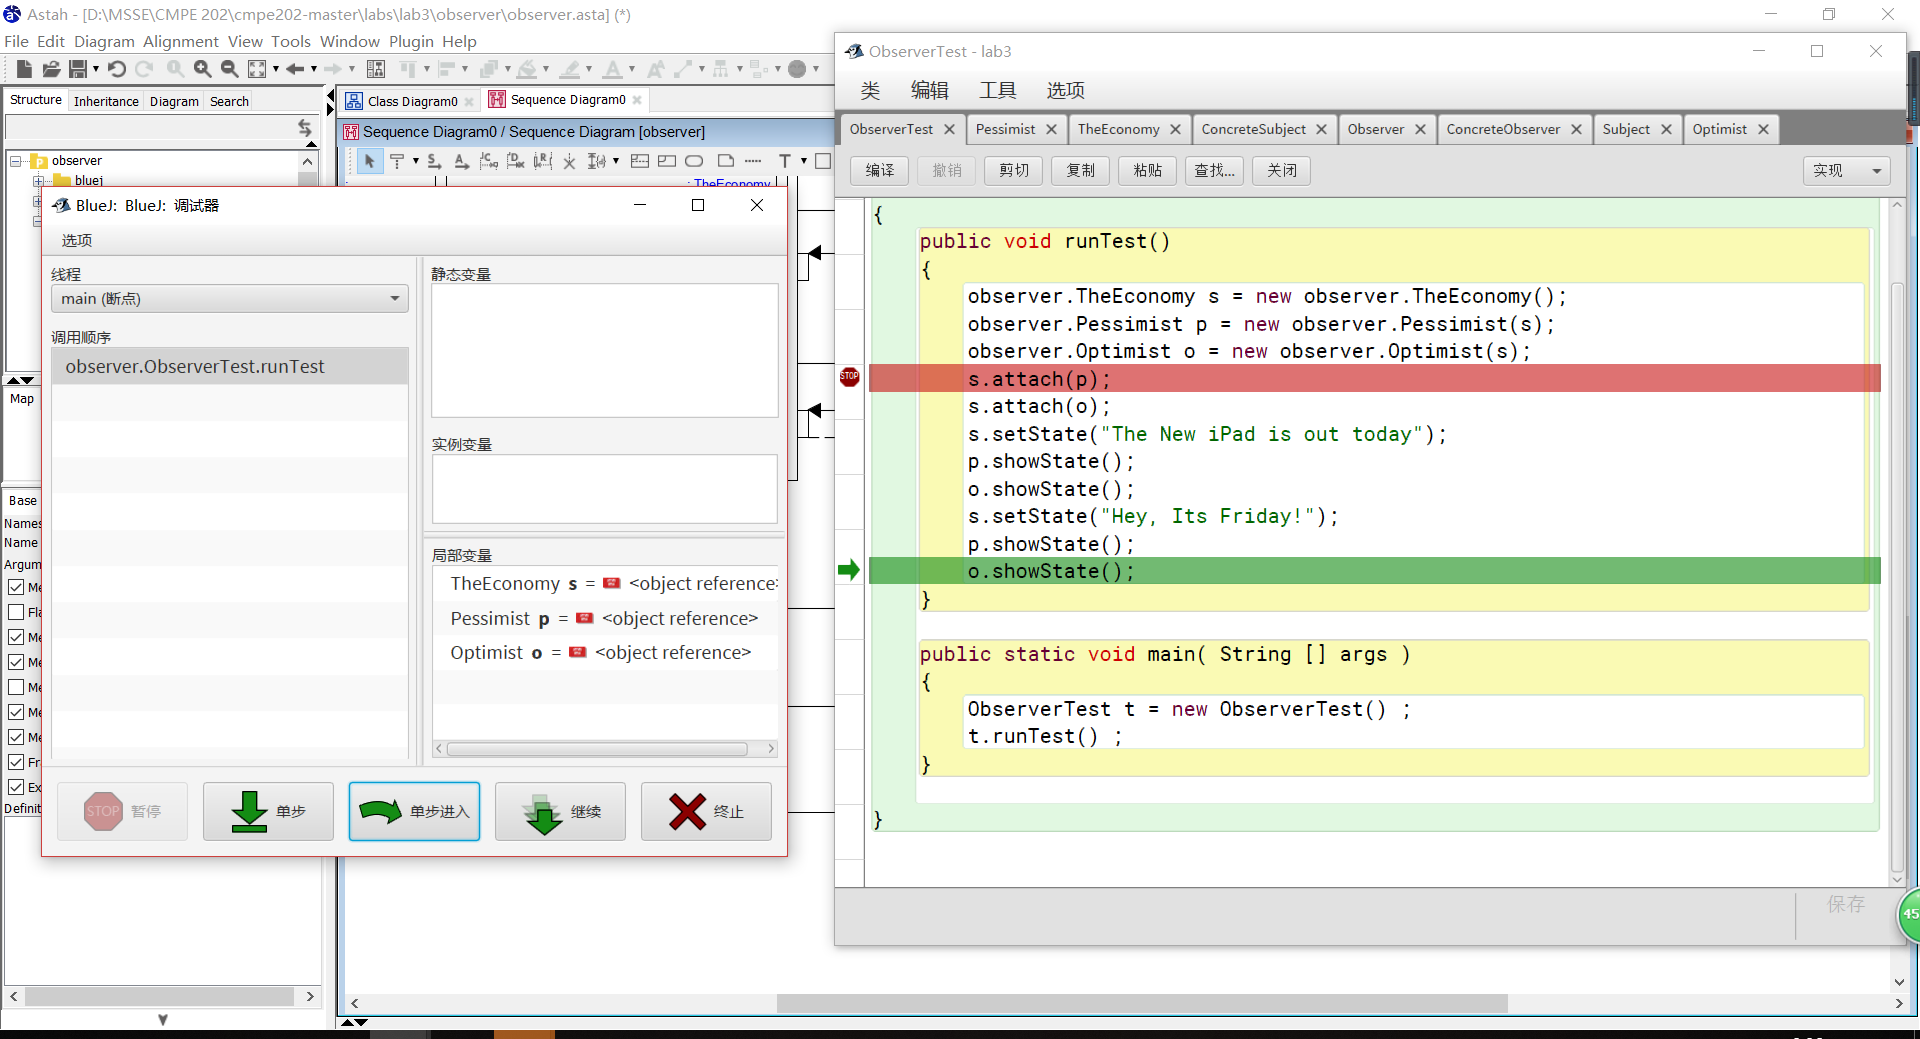 Astah - [D:\MSSE\CMPE 202\cmpe202-master\labs\lab3\observer\observer.asta] (*)
File Edit Diagram Alignment View Tools Window Plugin Help
Structure Inheritance Diagram Search
Class Diagram0 Sequence Diagram0
Sequence Diagram0 / Sequence Diagram [observer]
observer
bluej
: TheEconomy
Map
Base
Names
Name
Argum
Me
Fla
Me
Me
Me
Me
Me
Fr
Ex
Definit
BlueJ: BlueJ: 调试器
选项
线程
main (断点)
调用顺序
observer.ObserverTest.runTest
静态变量
实例变量
局部变量
TheEconomy s = <object reference>
Pessimist p = <object reference>
Optimist o = <object reference>
STOP 暂停 单步 单步进入 继续 终止
ObserverTest - lab3
类 编辑 工具 选项
ObserverTest Pessimist TheEconomy ConcreteSubject Observer ConcreteObserver Subject Optimist
编译 撤销 剪切 复制 粘贴 查找... 关闭 实现
{
public void runTest()
{
observer.TheEconomy s = new observer.TheEconomy();
observer.Pessimist p = new observer.Pessimist(s);
observer.Optimist o = new observer.Optimist(s);
STOP s.attach(p);
s.attach(o);
s.setState("The New iPad is out today");
p.showState();
o.showState();
s.setState("Hey, Its Friday!");
p.showState();
o.showState();
}
public static void main( String [] args )
{
ObserverTest t = new ObserverTest() ;
t.runTest() ;
}
}
保存
45